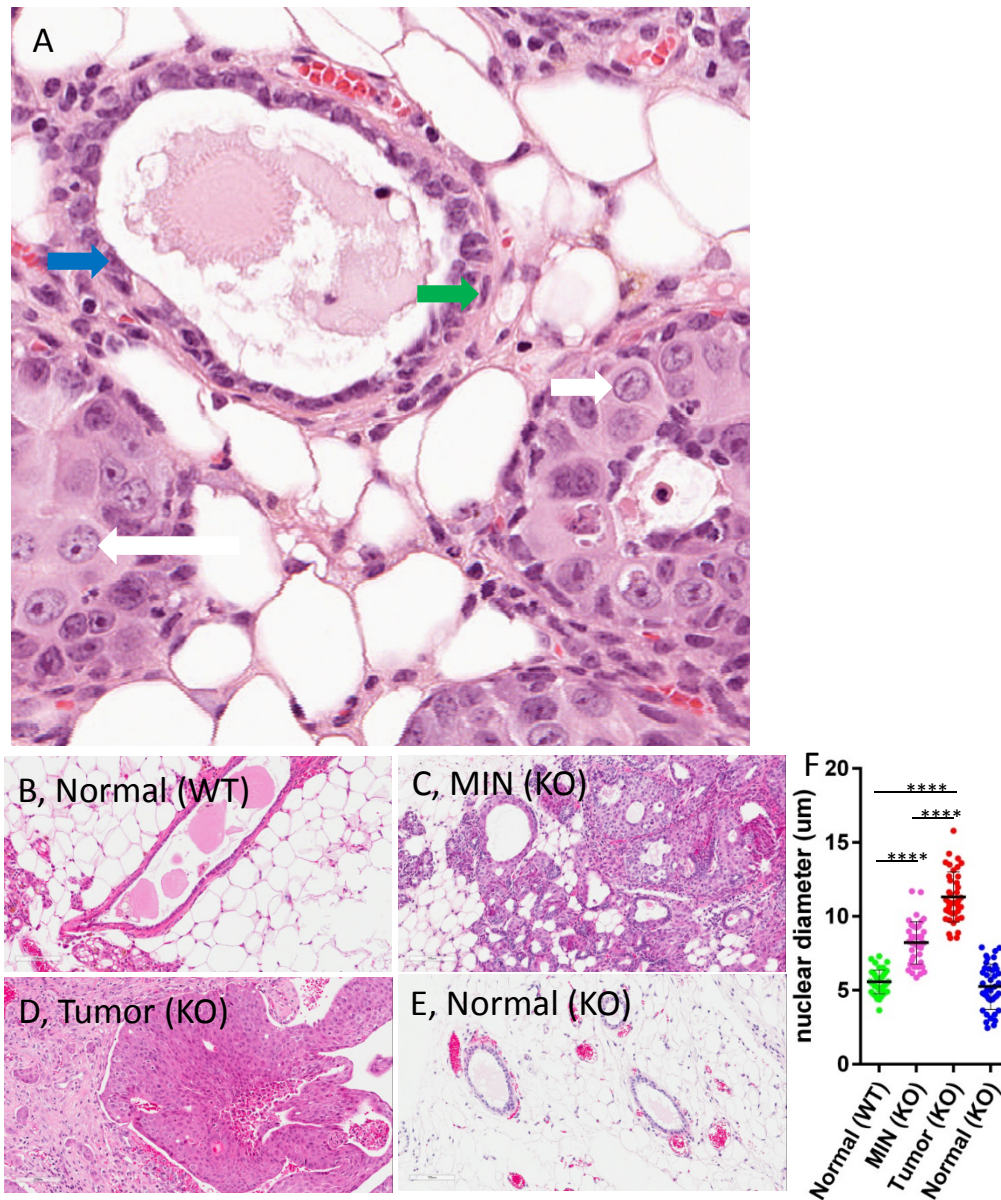 A
B, Normal (WT)
C, MIN (KO)
D, Tumor (KO)
E, Normal (KO)
F
nuclear diameter (um)
20
15
10
5
0
****
****
****
Normal (WT)
MIN (KO)
Tumor (KO)
Normal (KO)